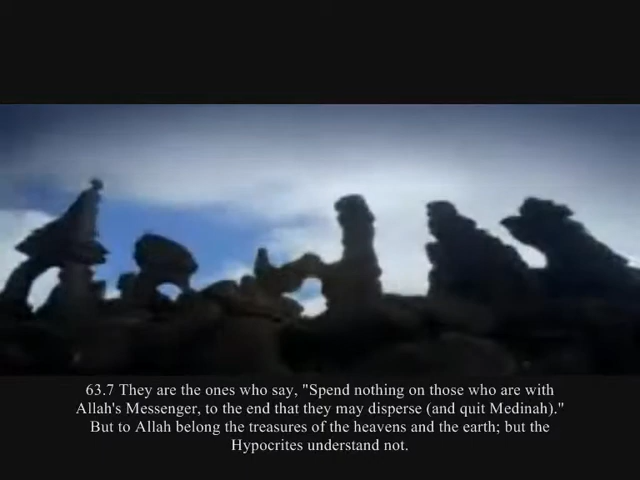 63.7 They are the ones who say, "Spend nothing on those who are with
Allah's Messenger, to the end that they may disperse (and quit Medinah)."
But to Allah belong the treasures of the heavens and the earth; but the
Hypocrites understand not.